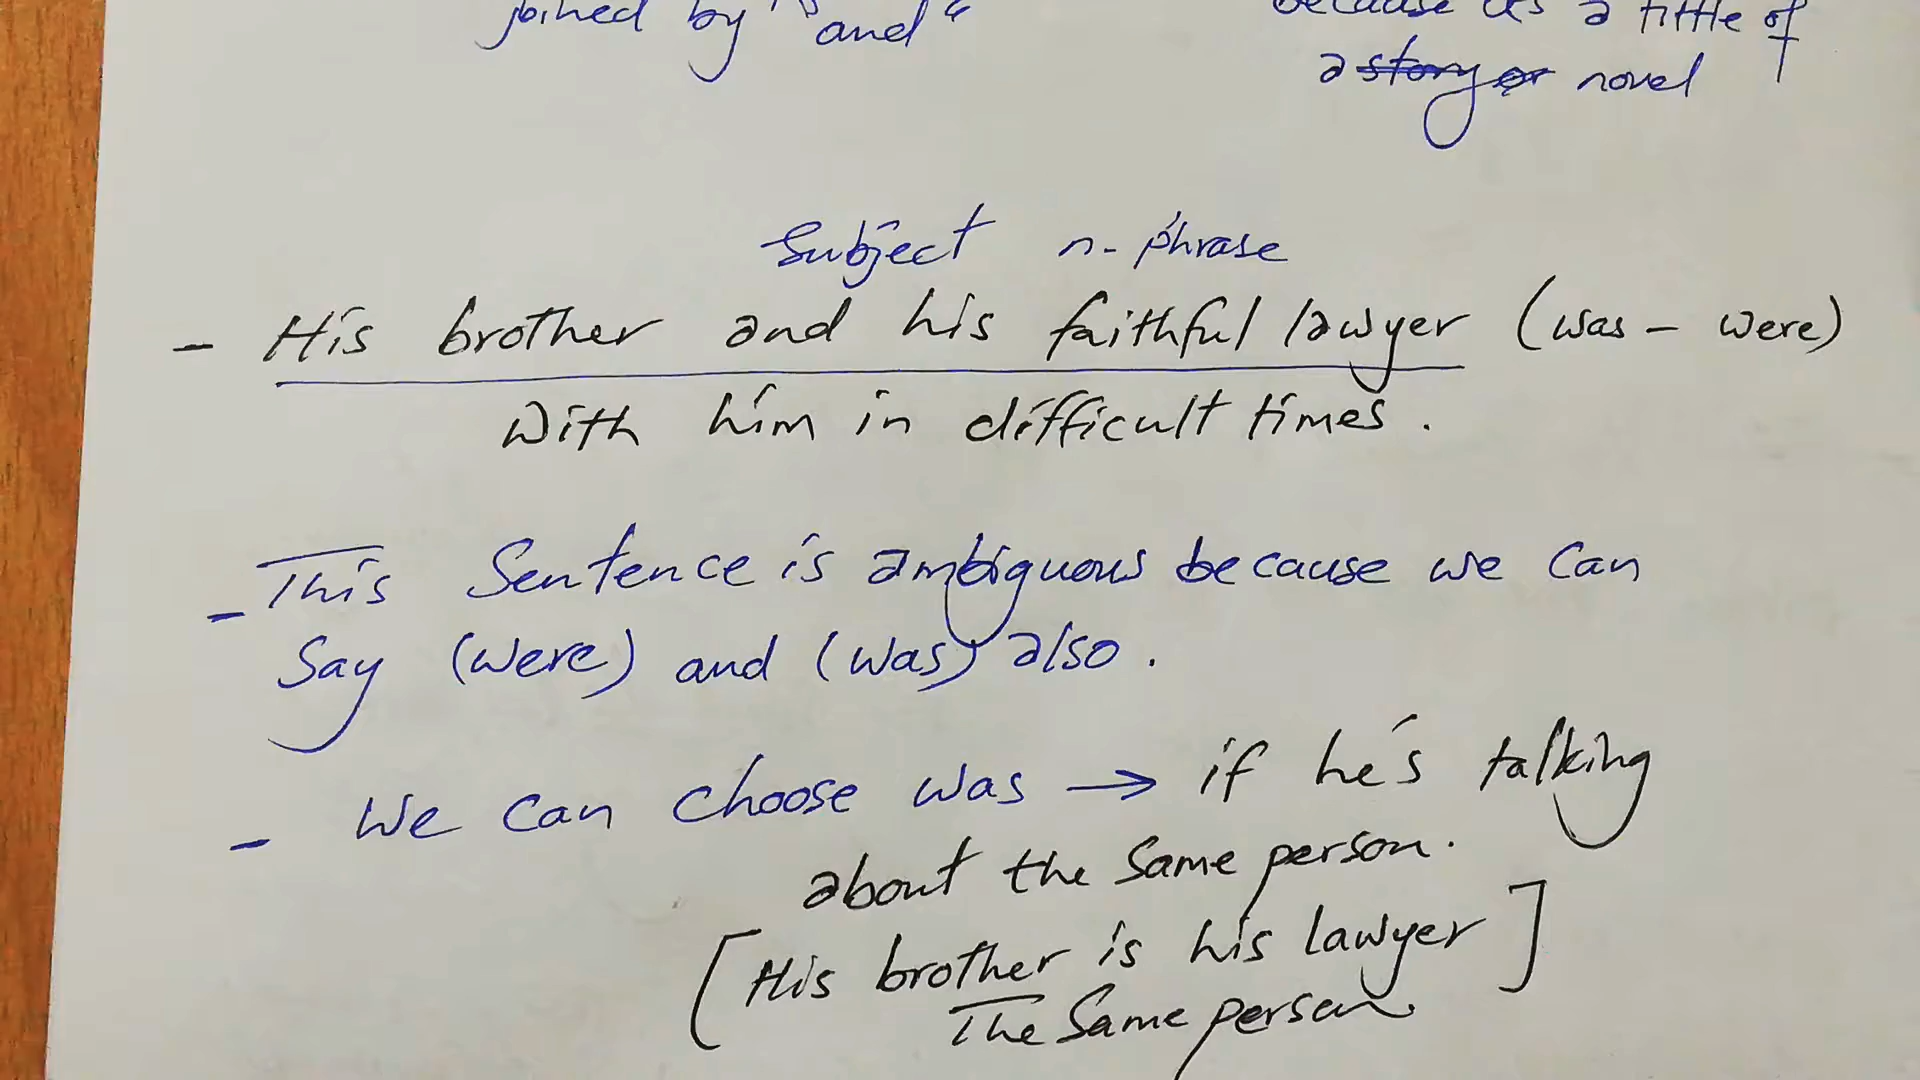 joined by "and"
because it's a tittle of
a story or novel
Subject n-phrase
- His brother and his faithful lawyer (was - were)
with him in difficult times.
- This Sentence is ambiguous because we can
Say (were) and (was) also.
- We can choose was → if he's talking
about the same person.
[His brother is his lawyer]
The same person